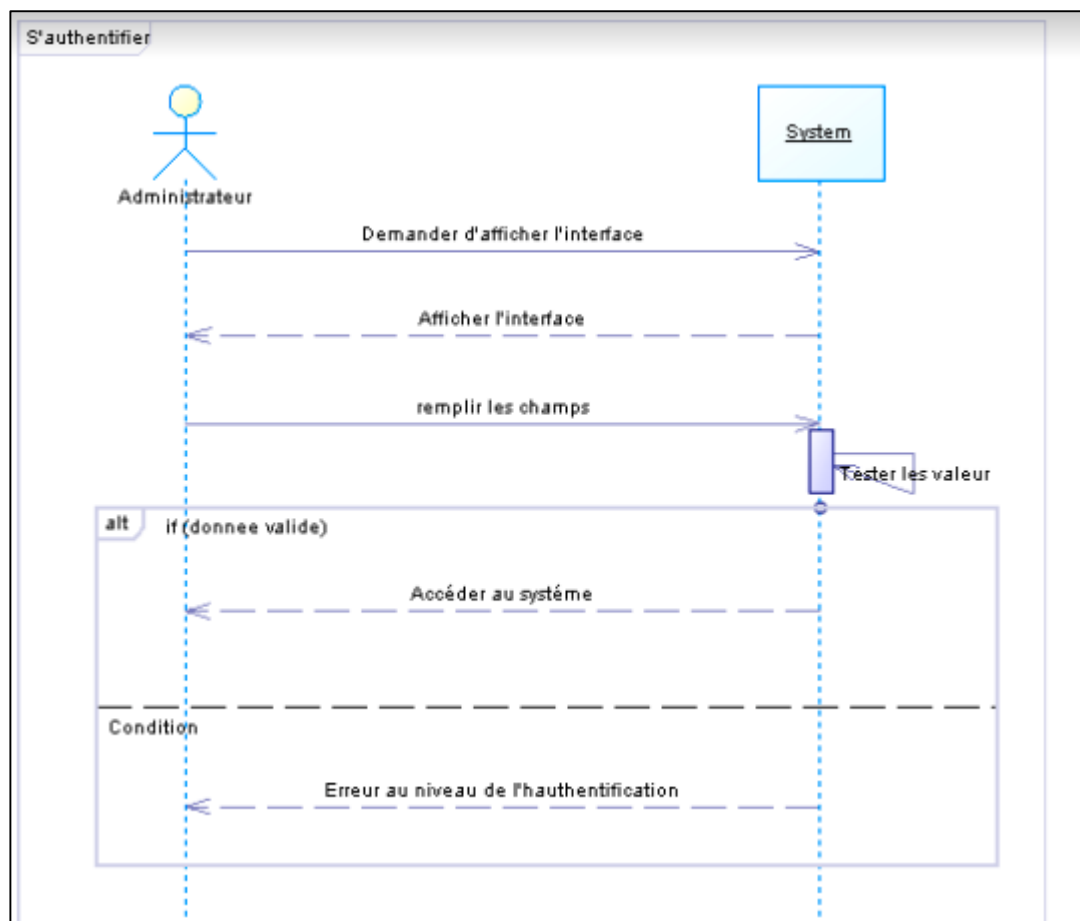 S'authentifier
System
Administrateur
Demander d'afficher l'interface
Afficher l'interface
remplir les champs
Tester les valeur
alt
if (donnee valide)
Accéder au systéme
Condition
Erreur au niveau de l'hauthentification